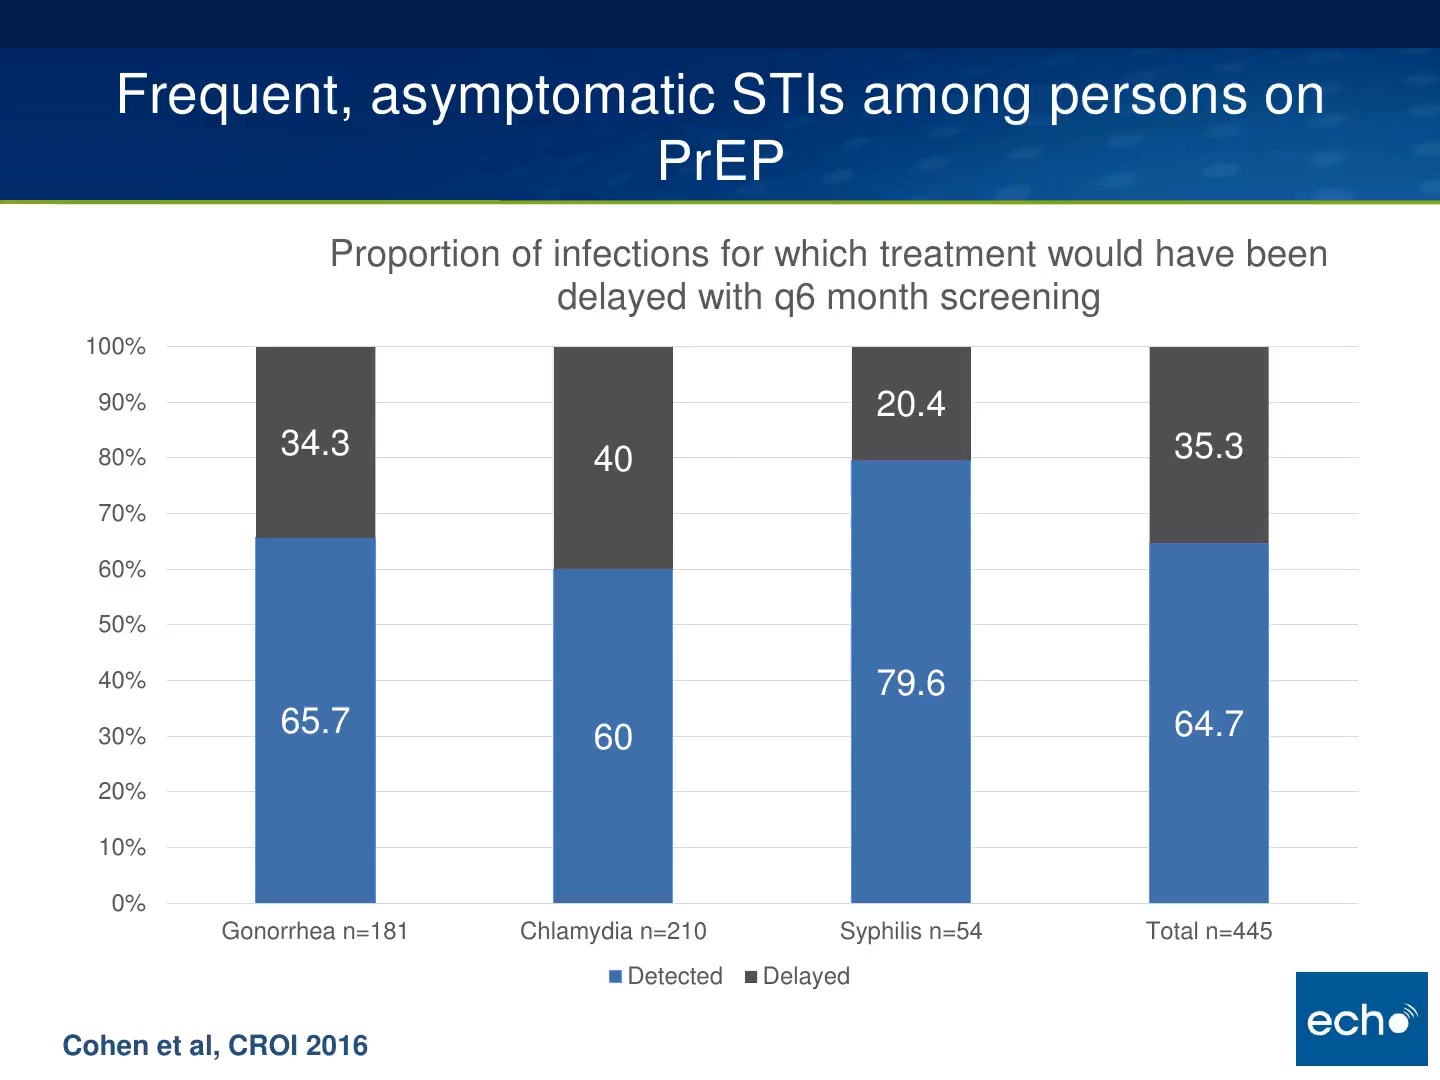 Frequent, asymptomatic STIs among persons on
PrEP
Proportion of infections for which treatment would have been
delayed with q6 month screening
100%
90%
80%
70%
60%
50%
40%
30%
20%
10%
0%
34.3
40
20.4
35.3
65.7
60
79.6
64.7
Gonorrhea n=181
Chlamydia n=210
Syphilis n=54
Total n=445
Detected
Delayed
Cohen et al, CROI 2016
echo